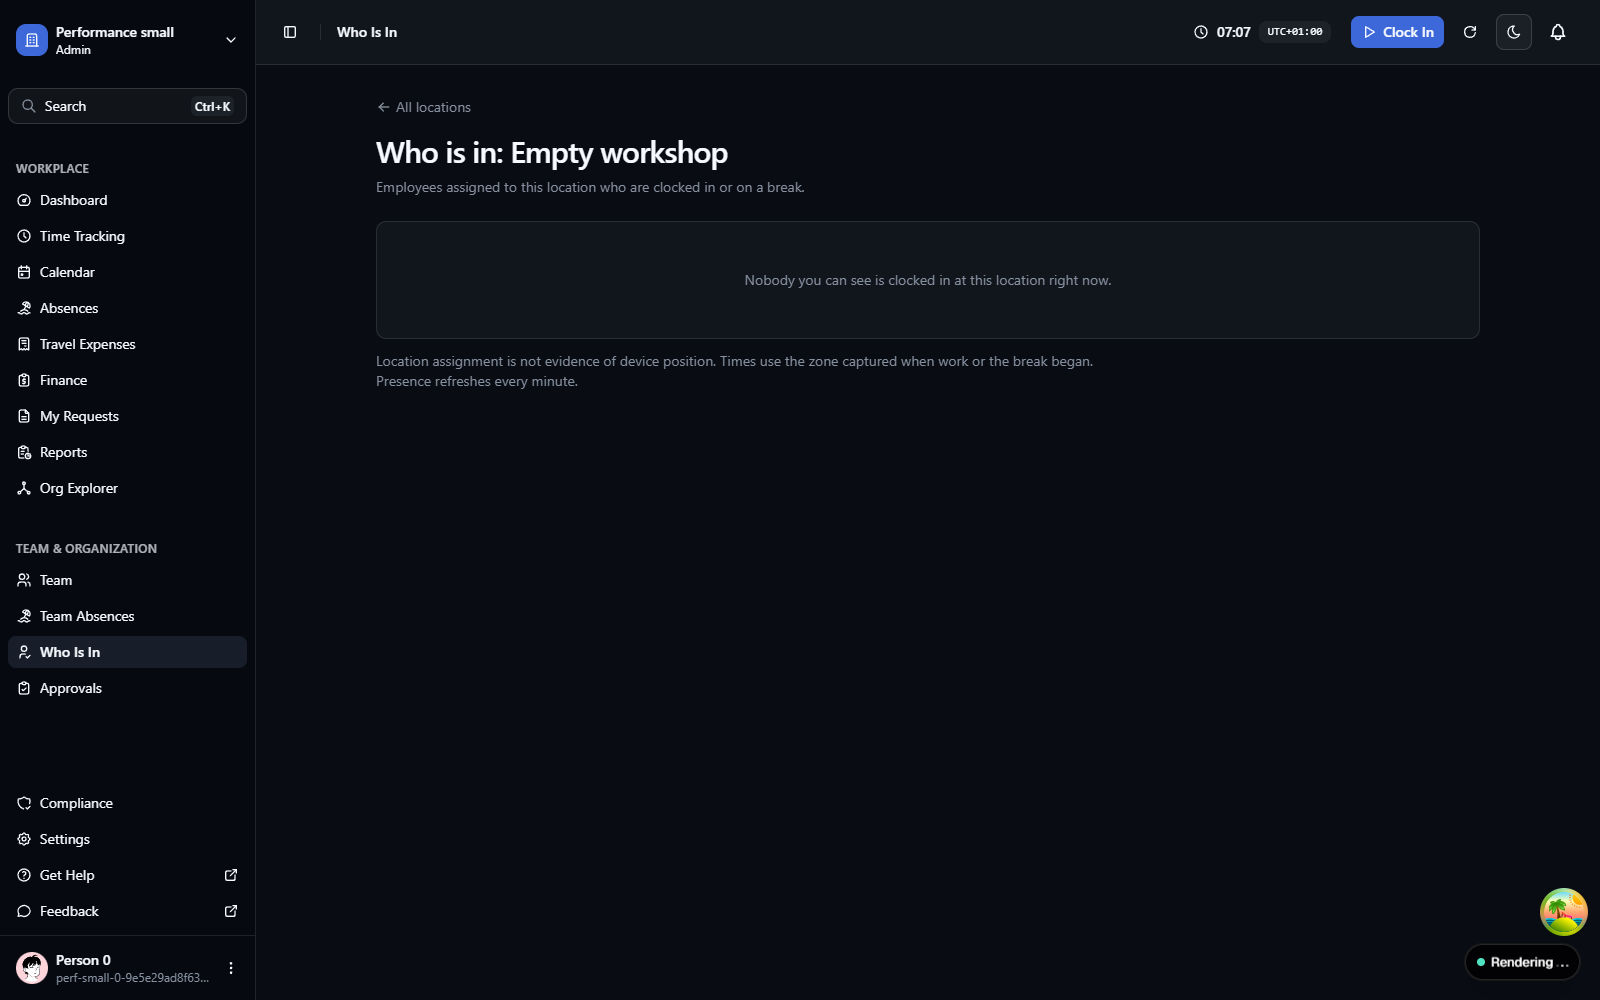 Performance small
Admin
Search
Ctrl+K
WORKPLACE
Dashboard
Time Tracking
Calendar
Absences
Travel Expenses
Finance
My Requests
Reports
Org Explorer
TEAM & ORGANIZATION
Team
Team Absences
Who Is In
Approvals
Compliance
Settings
Get Help
Feedback
Person 0
perf-small-0-9e5e29ad8f63...
Who Is In
07:07
UTC+01:00
Clock In
All locations
Who is in: Empty workshop
Employees assigned to this location who are clocked in or on a break.
Nobody you can see is clocked in at this location right now.
Location assignment is not evidence of device position. Times use the zone captured when work or the break began.
Presence refreshes every minute.
Rendering ...